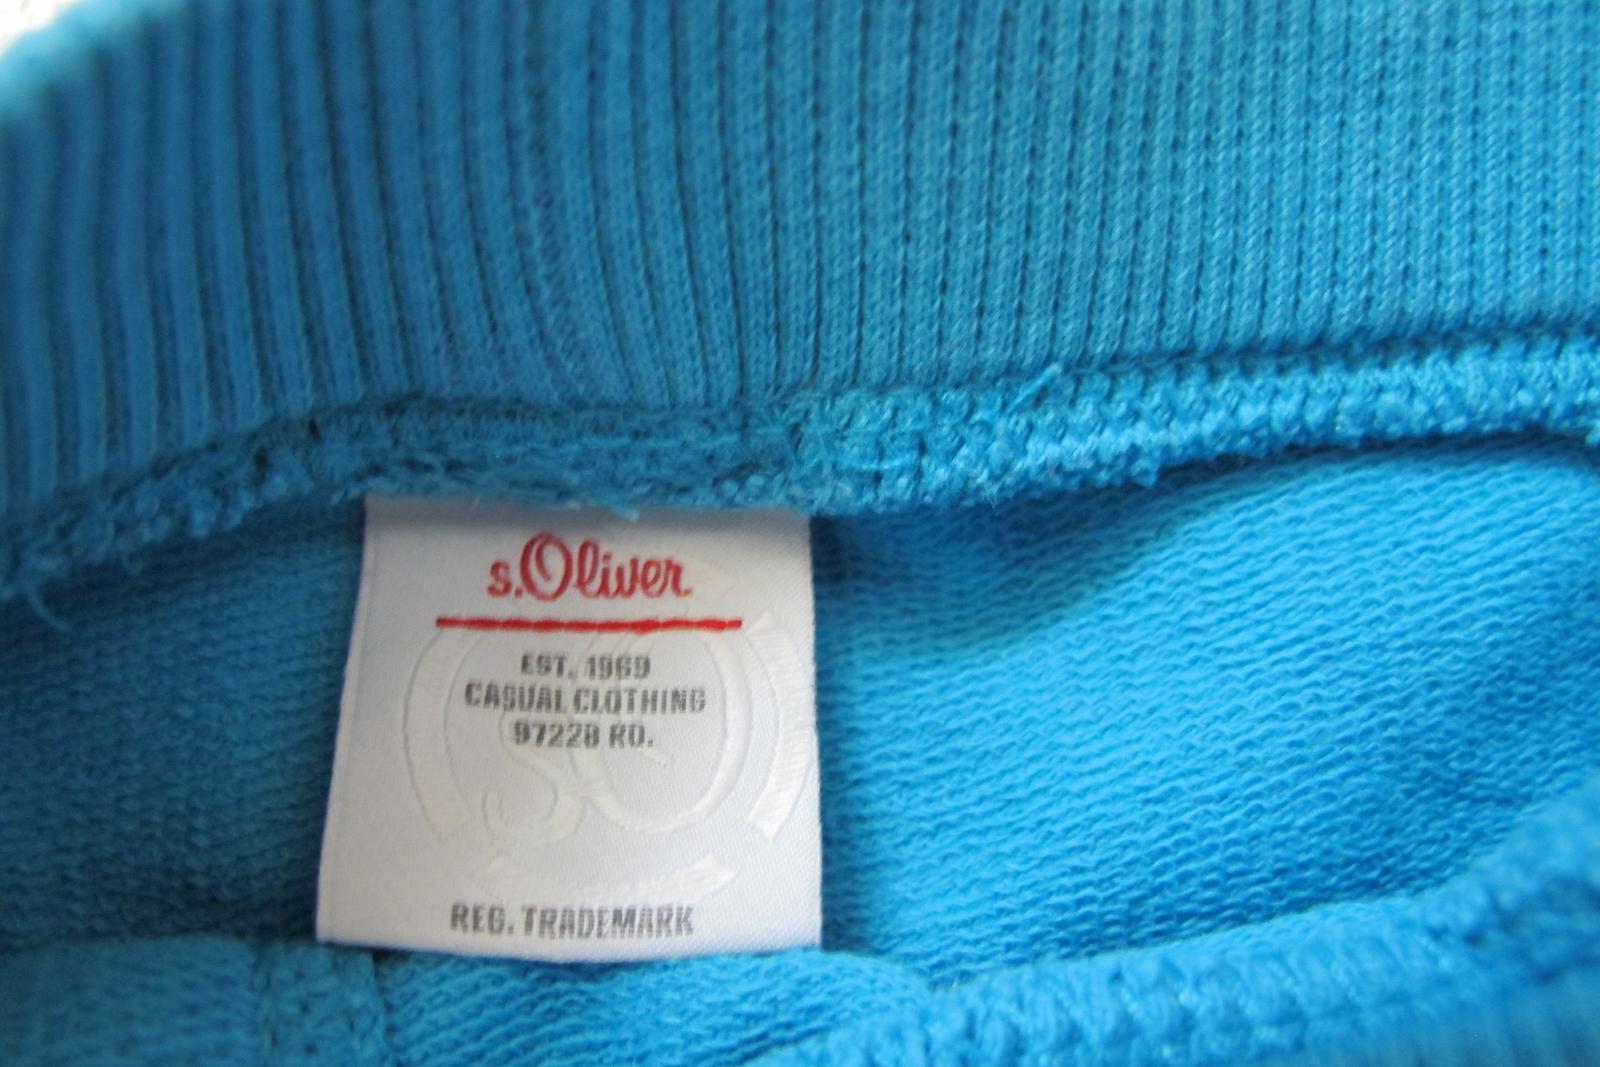 s.Oliver
EST. 1969
CASUAL CLOTHING
97228 RO.
REG. TRADEMARK